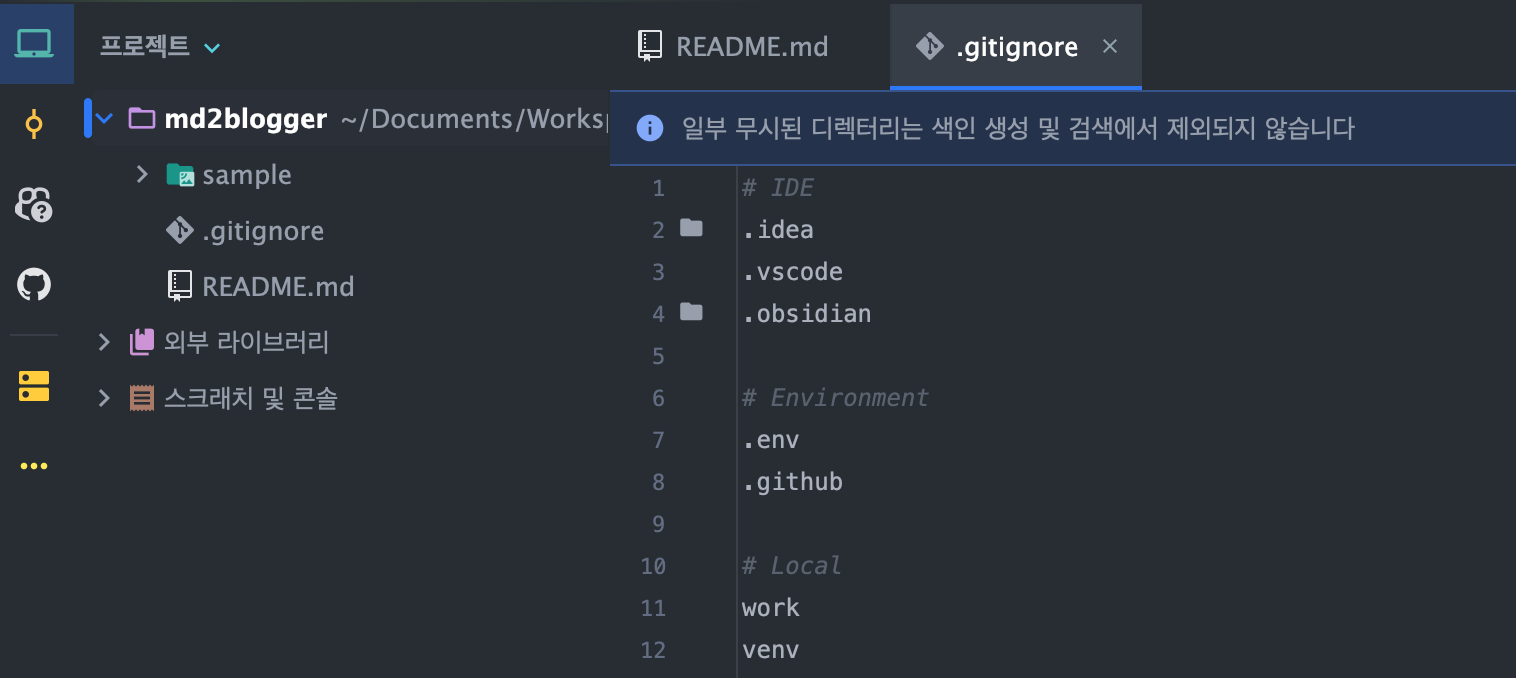 프로젝트
md2blogger ~/Documents/Works
sample
.gitignore
README.md
외부 라이브러리
스크래치 및 콘솔
README.md
.gitignore
일부 무시된 디렉터리는 색인 생성 및 검색에서 제외되지 않습니다
1 # IDE
2 .idea
3 .vscode
4 .obsidian
5
6 # Environment
7 .env
8 .github
9
10 # Local
11 work
12 venv